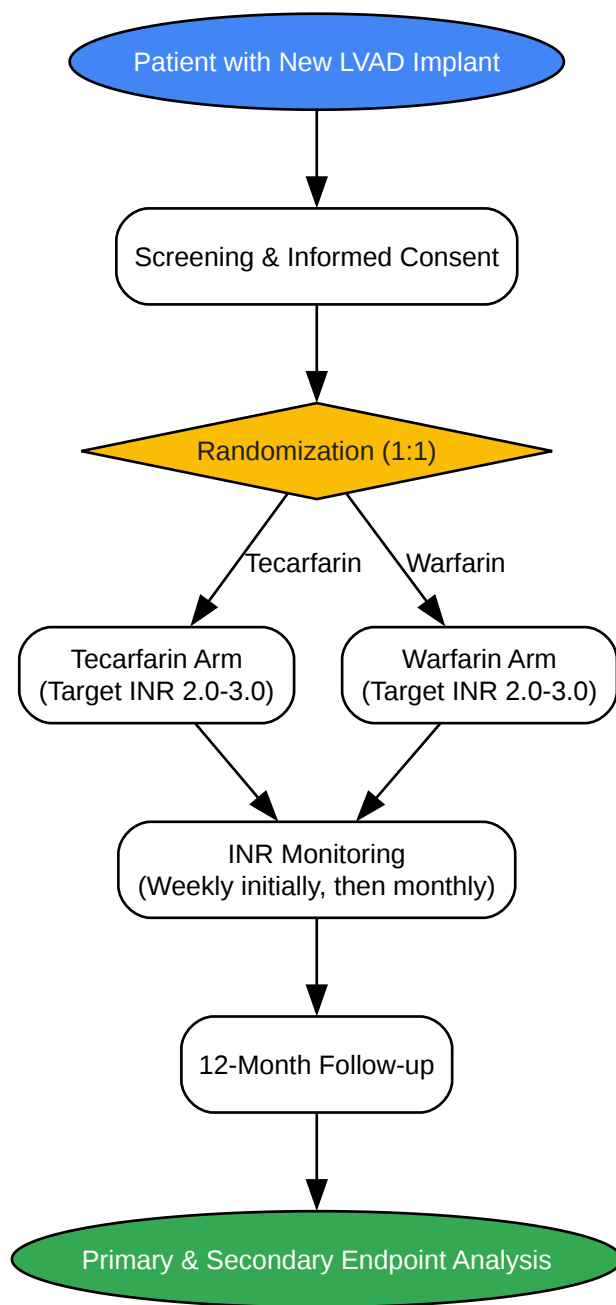 Patient with New LVAD Implant
Screening & Informed Consent
Randomization (1:1)
Tecarfarin
Warfarin
Tecarfarin Arm
(Target INR 2.0-3.0)
Warfarin Arm
(Target INR 2.0-3.0)
INR Monitoring
(Weekly initially, then monthly)
12-Month Follow-up
Primary & Secondary Endpoint Analysis